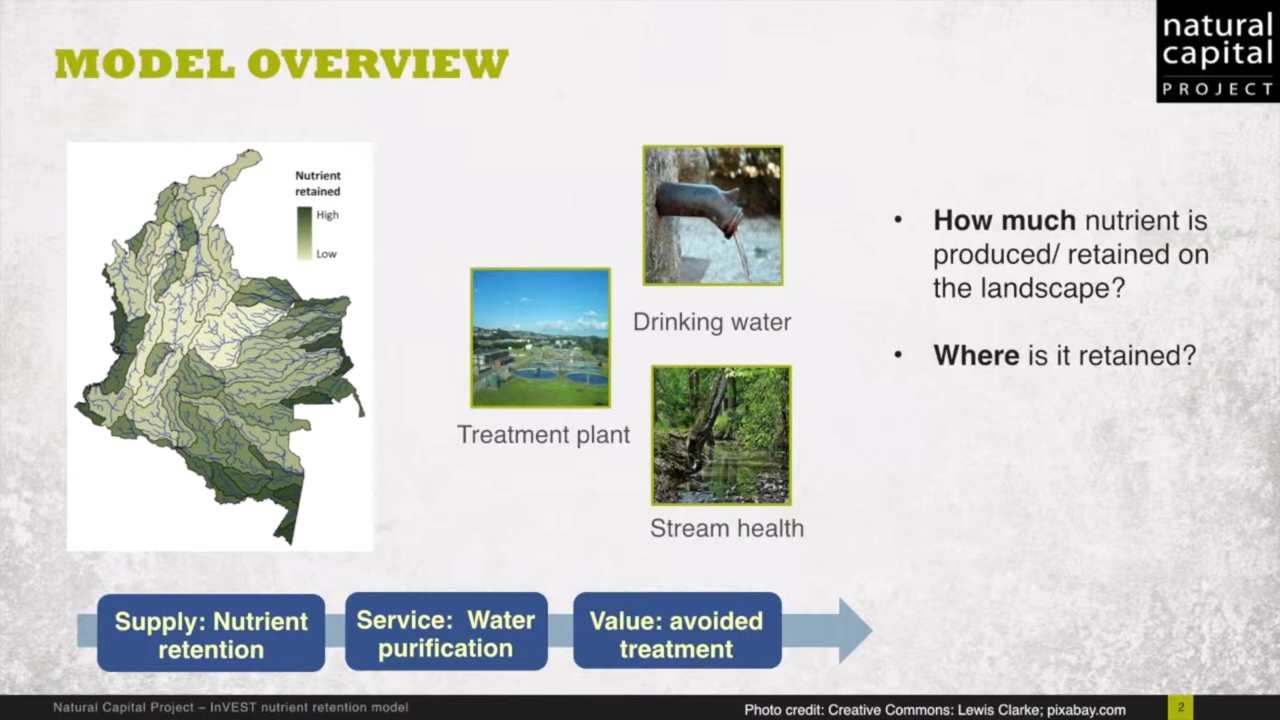 MODEL OVERVIEW
natural
capital
PROJECT
Nutrient
retained
High
Low
Drinking water
Treatment plant
Stream health
• How much nutrient is
produced/ retained on
the landscape?
• Where is it retained?
Supply: Nutrient
retention
Service: Water
purification
Value: avoided
treatment
Natural Capital Project – InVEST nutrient retention model
Photo credit: Creative Commons: Lewis Clarke; pixabay.com
2